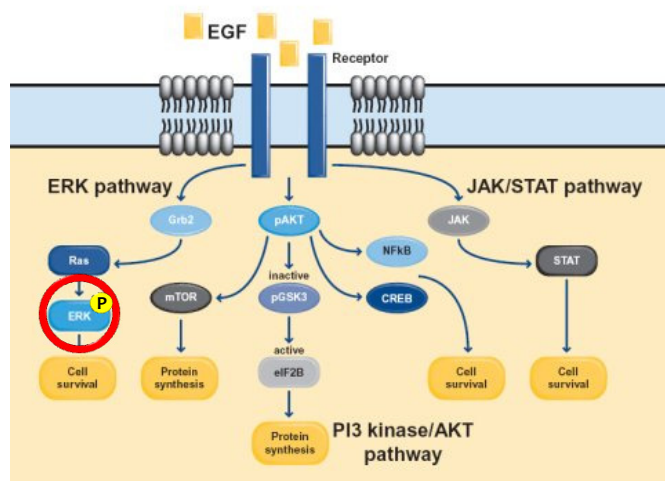 EGF
Receptor
ERK pathway
JAK/STAT pathway
Grb2
pAKT
JAK
Ras
NFkB
STAT
inactive
mTOR
pGSK3
CREB
P
ERK
active
eIF2B
Cell
survival
Protein
synthesis
Cell
survival
Cell
survival
Protein
synthesis
PI3 kinase/AKT
pathway